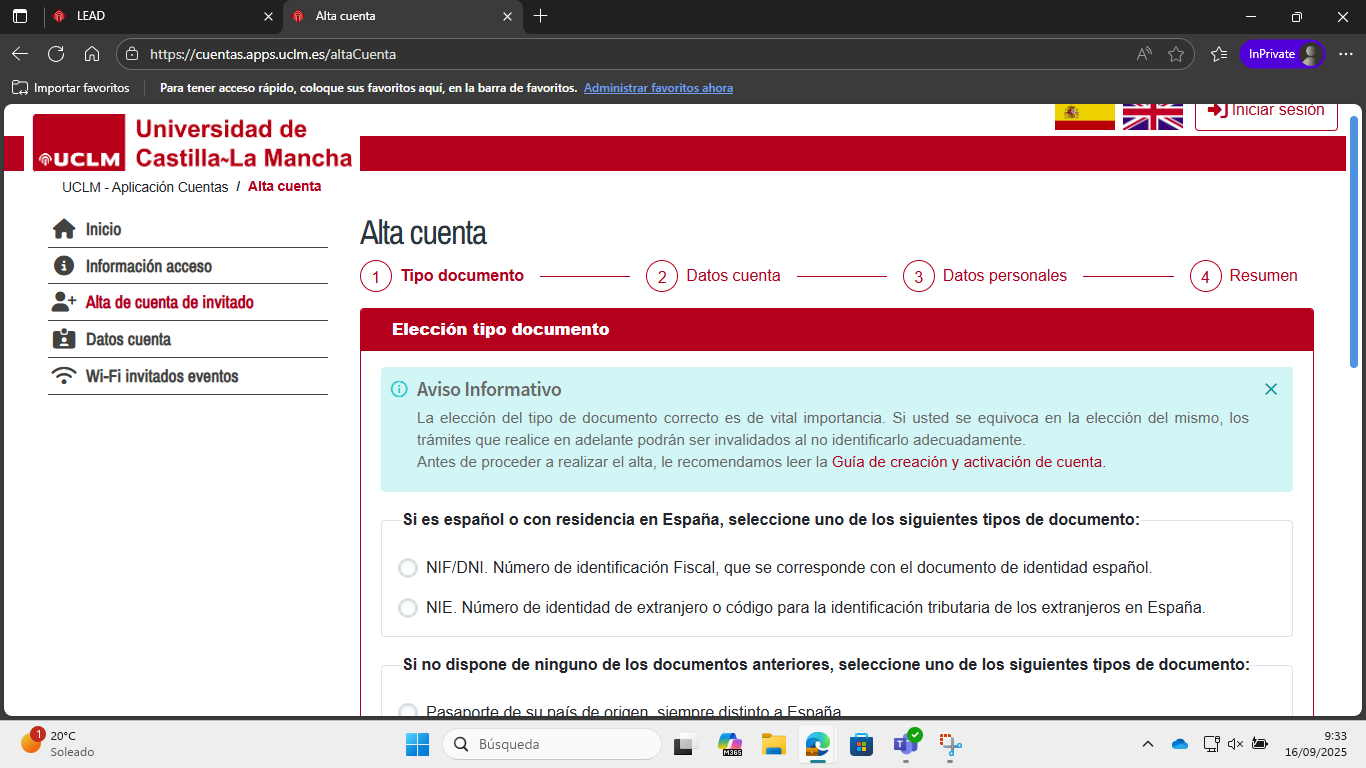 LEAD
Alta cuenta
https://cuentas.apps.uclm.es/altaCuenta
InPrivate
Importar favoritos
Para tener acceso rápido, coloque sus favoritos aquí, en la barra de favoritos. Administrar favoritos ahora
Iniciar sesión
UCLM
Universidad de
Castilla~La Mancha
UCLM - Aplicación Cuentas / Alta cuenta
Inicio
Información acceso
Alta de cuenta de invitado
Datos cuenta
Wi-Fi invitados eventos
Alta cuenta
1 Tipo documento
2 Datos cuenta
3 Datos personales
4 Resumen
Elección tipo documento
Aviso Informativo
La elección del tipo de documento correcto es de vital importancia. Si usted se equivoca en la elección del mismo, los
trámites que realice en adelante podrán ser invalidados al no identificarlo adecuadamente.
Antes de proceder a realizar el alta, le recomendamos leer la Guía de creación y activación de cuenta.
Si es español o con residencia en España, seleccione uno de los siguientes tipos de documento:
NIF/DNI. Número de identificación Fiscal, que se corresponde con el documento de identidad español.
NIE. Número de identidad de extranjero o código para la identificación tributaria de los extranjeros en España.
Si no dispone de ninguno de los documentos anteriores, seleccione uno de los siguientes tipos de documento:
Pasaporte de su país de origen, siempre distinto a España
1
20°C
Soleado
Búsqueda
M365
9:33
16/09/2025